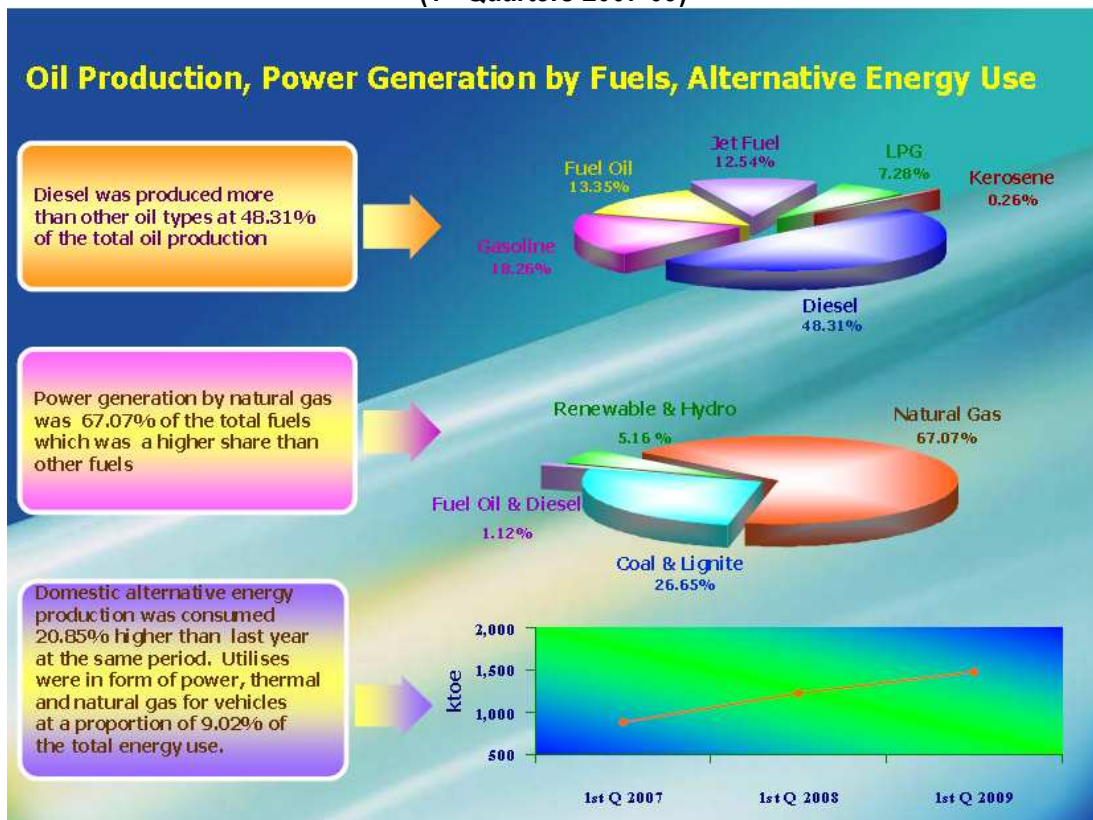 Oil Production, Power Generation by Fuels, Alternative Energy Use
Diesel was produced more
than other oil types at 48.31%
of the total oil production
Jet Fuel
12.54%
Fuel Oil
13.35%
LPG
7.28%
Kerosene
0.26%
Gasoline
18.26%
Diesel
48.31%
Power generation by natural gas
was 67.07% of the total fuels
which was a higher share than
other fuels
Renewable & Hydro
5.16 %
Natural Gas
67.07%
Fuel Oil & Diesel
1.12%
Coal & Lignite
26.65%
Domestic alternative energy
production was consumed
20.85% higher than last year
at the same period. Utilises
were in form of power, thermal
and natural gas for vehicles
at a proportion of 9.02% of
the total energy use.
ktoe
2,000
1,500
1,000
500
1st Q 2007
1st Q 2008
1st Q 2009